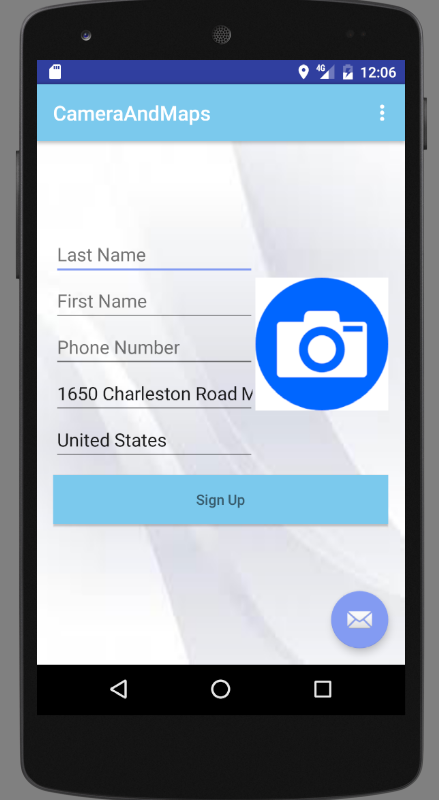 4G 12:06
CameraAndMaps
Last Name
First Name
Phone Number
1650 Charleston Road M
United States
Sign Up